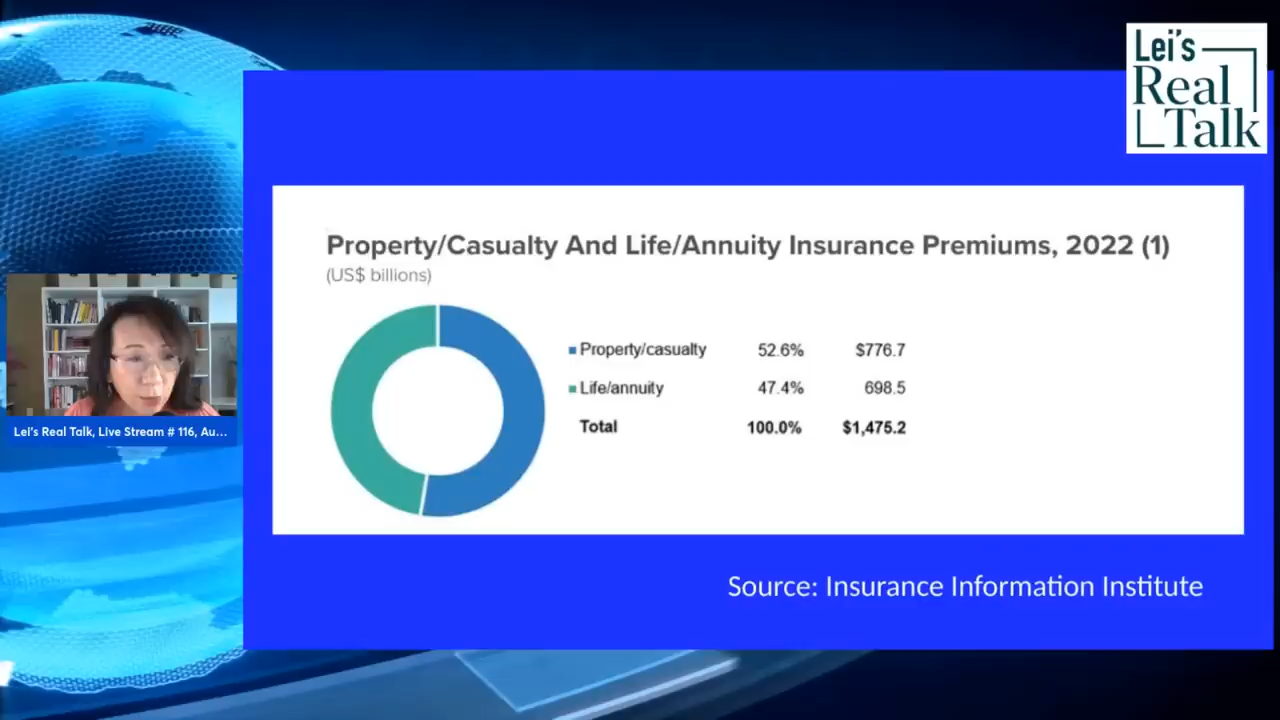 Lei's
Real
Talk
Property/Casualty And Life/Annuity Insurance Premiums, 2022 (1)
(US$ billions)
Property/casualty 52.6% $776.7
Life/annuity 47.4% 698.5
Total 100.0% $1,475.2
Lei's Real Talk, Live Stream # 116, Au...
Source: Insurance Information Institute